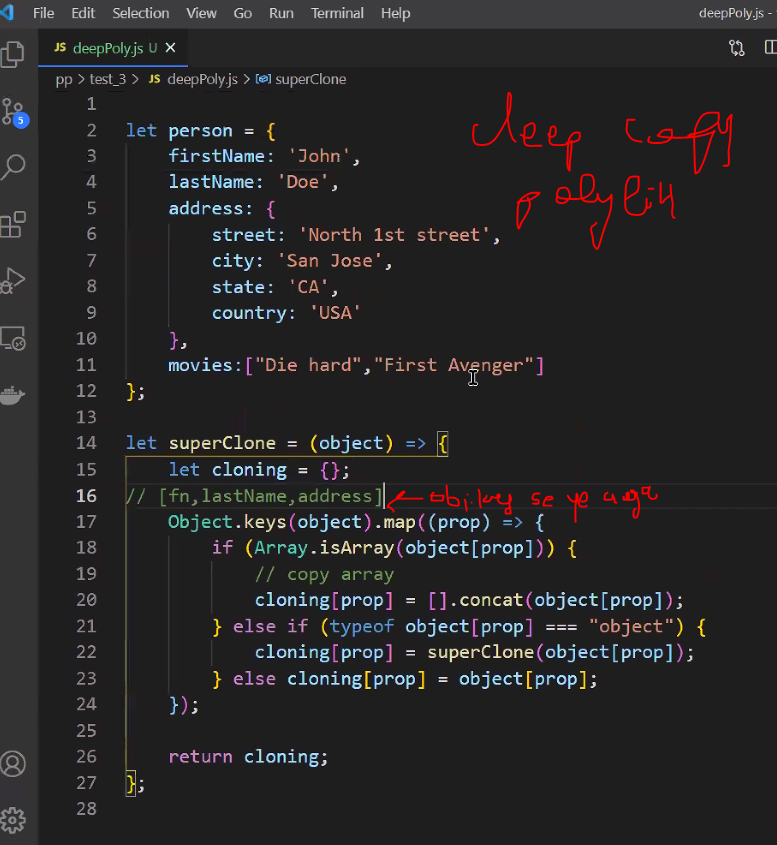 File Edit Selection View Go Run Terminal Help deepPoly.js -
JS deepPoly.js U ×
pp > test_3 > JS deepPoly.js > superClone
1
2 let person = {
3 firstName: 'John',
4 lastName: 'Doe',
5 address: {
6 street: 'North 1st street',
7 city: 'San Jose',
8 state: 'CA',
9 country: 'USA'
10 },
11 movies:["Die hard","First Avenger"]
12 };
13
14 let superClone = (object) => {
15 let cloning = {};
16 // [fn,lastName,address]
17 Object.keys(object).map((prop) => {
18 if (Array.isArray(object[prop])) {
19 // copy array
20 cloning[prop] = [].concat(object[prop]);
21 } else if (typeof object[prop] === "object") {
22 cloning[prop] = superClone(object[prop]);
23 } else cloning[prop] = object[prop];
24 });
25
26 return cloning;
27 };
28
5
deep copy
polyfill
se ye